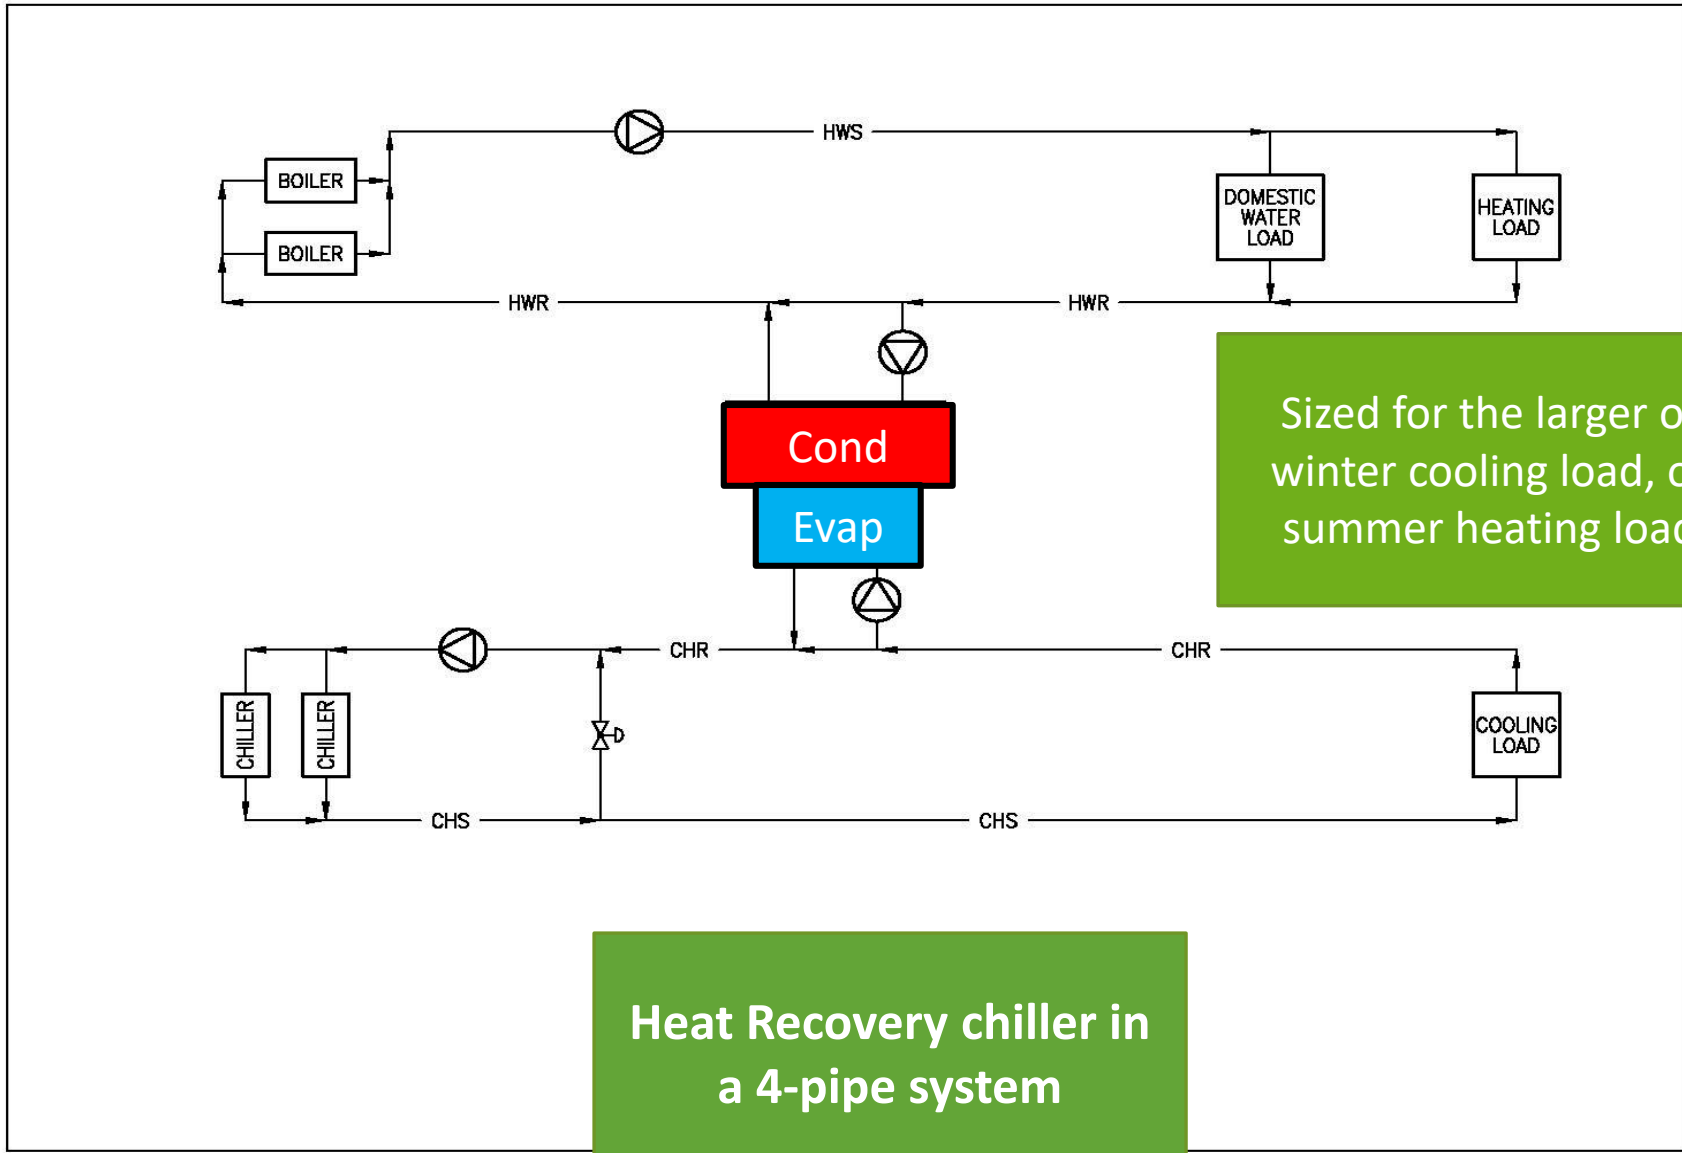 HWS
BOILER
BOILER
DOMESTIC
WATER
LOAD
HEATING
LOAD
HWR
HWR
Cond
Evap
Sized for the larger o
winter cooling load, o
summer heating load
CHR
CHR
CHILLER
CHILLER
D
COOLING
LOAD
CHS
CHS
Heat Recovery chiller in
a 4-pipe system